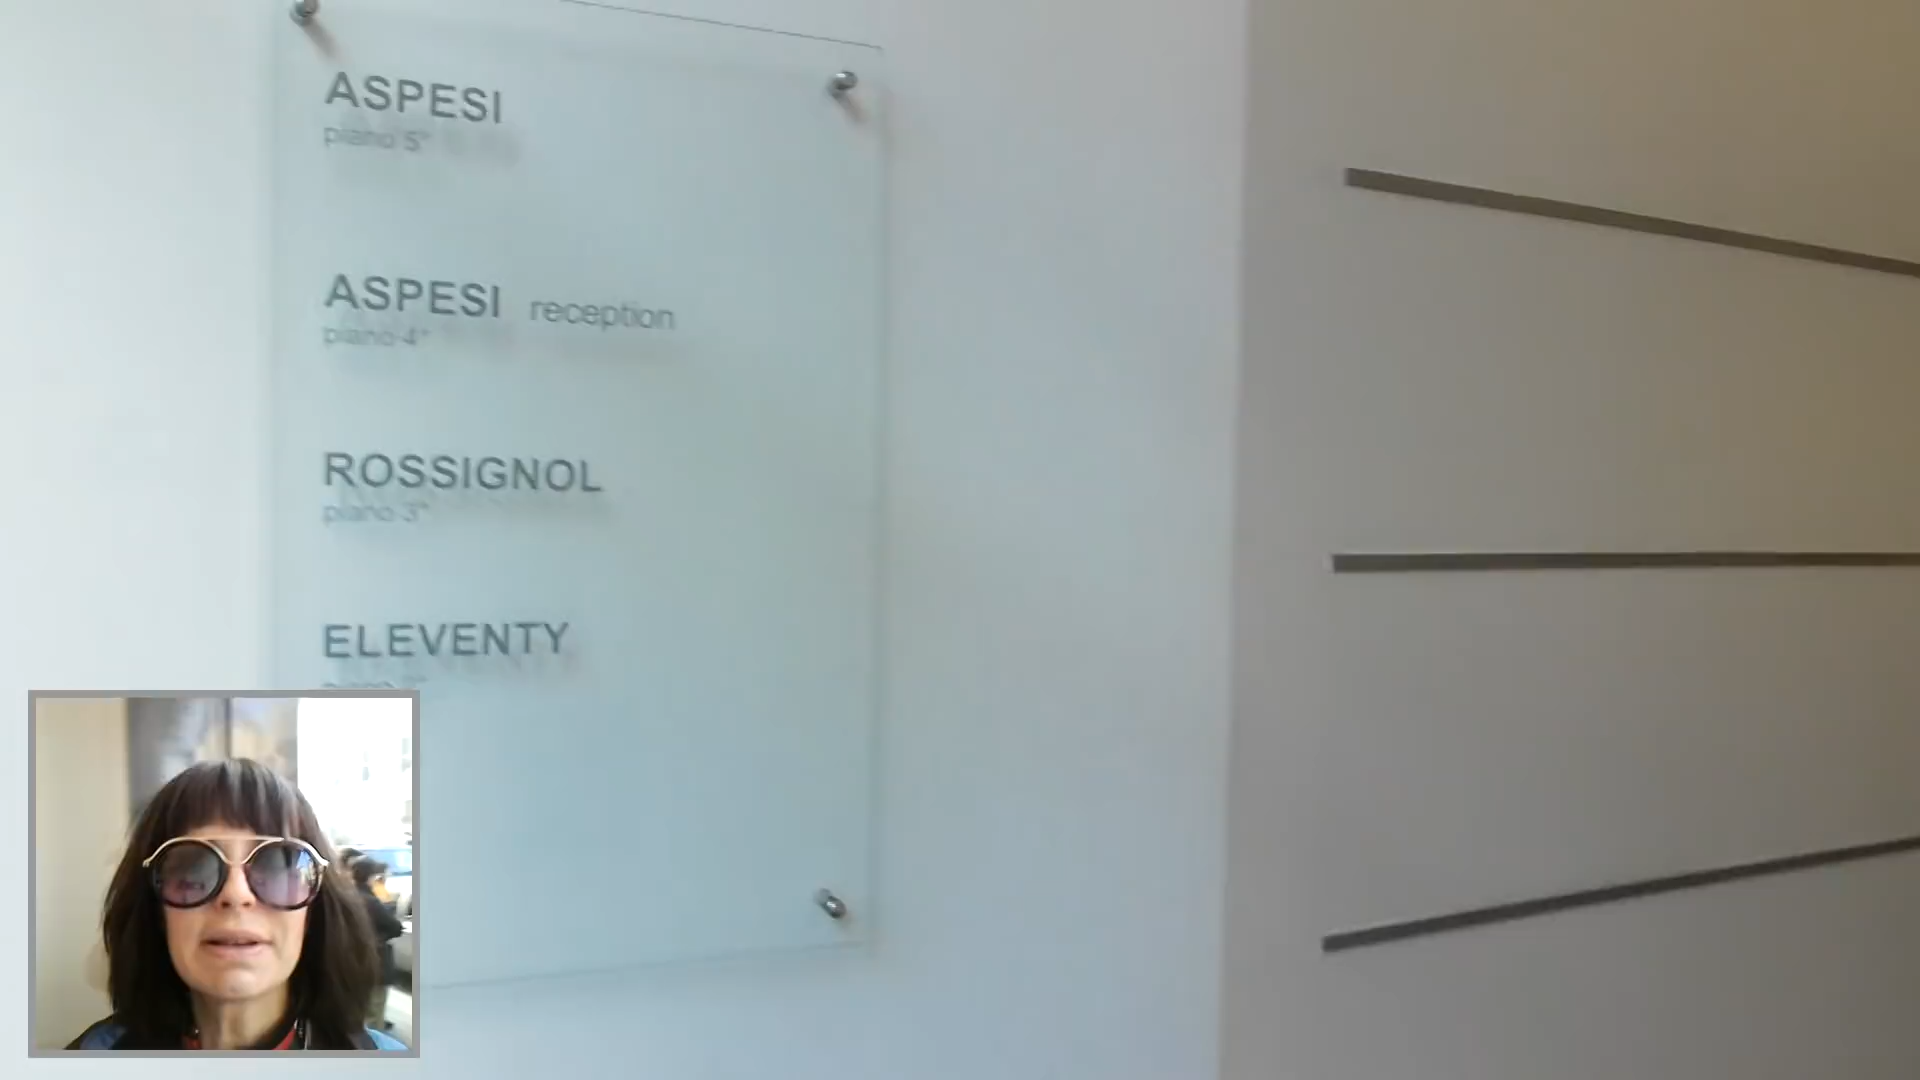 ASPESI
piano 5°
ASPESI reception
piano 4°
ROSSIGNOL
piano 3°
ELEVENTY